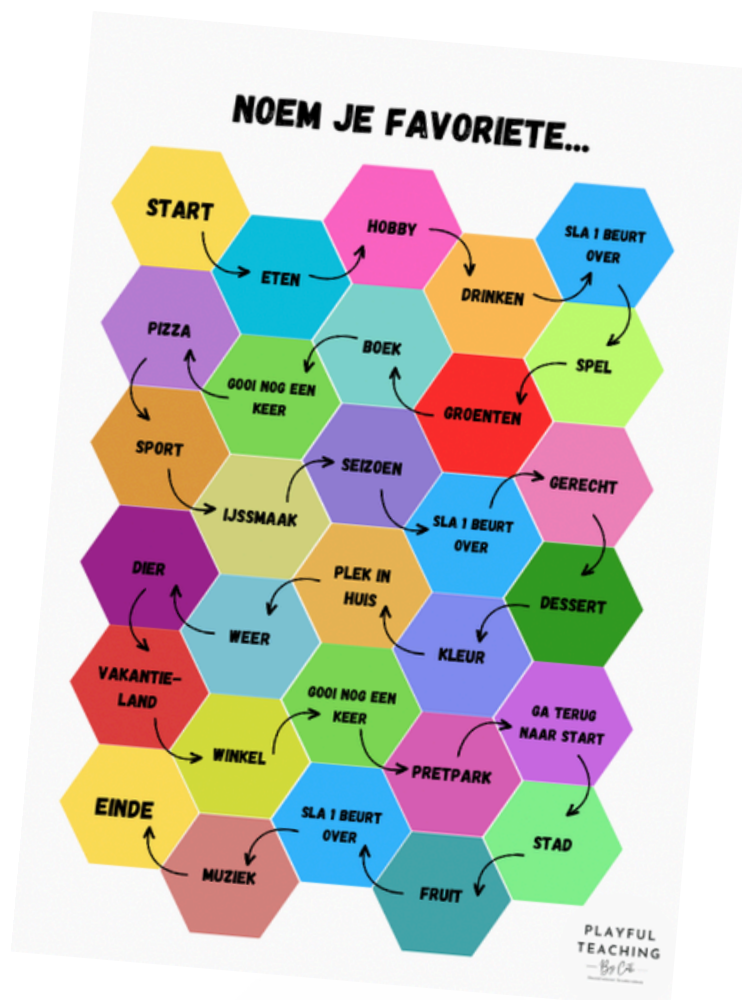 NOEM JE FAVORIETE...
START
ETEN
HOBBY
DRINKEN
SLA 1 BEURT
OVER
SPEL
GROENTEN
BOEK
GOOI NOG EEN
KEER
PIZZA
SPORT
IJSSMAAK
SEIZOEN
SLA 1 BEURT
OVER
GERECHT
DESSERT
KLEUR
PLEK IN
HUIS
WEER
DIER
VAKANTIE-
LAND
WINKEL
GOOI NOG EEN
KEER
PRETPARK
GA TERUG
NAAR START
STAD
FRUIT
SLA 1 BEURT
OVER
MUZIEK
EINDE
PLAYFUL
TEACHING